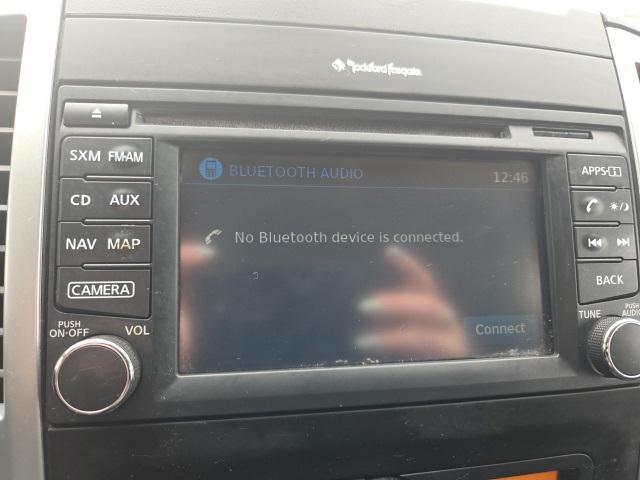 Rockford Fosgate
SXM FM·AM
CD AUX
NAV MAP
CAMERA
PUSH
ON·OFF
VOL
BLUETOOTH AUDIO
12:46
No Bluetooth device is connected.
Connect
APPS·
BACK
TUNE
PUSH
AUDIO